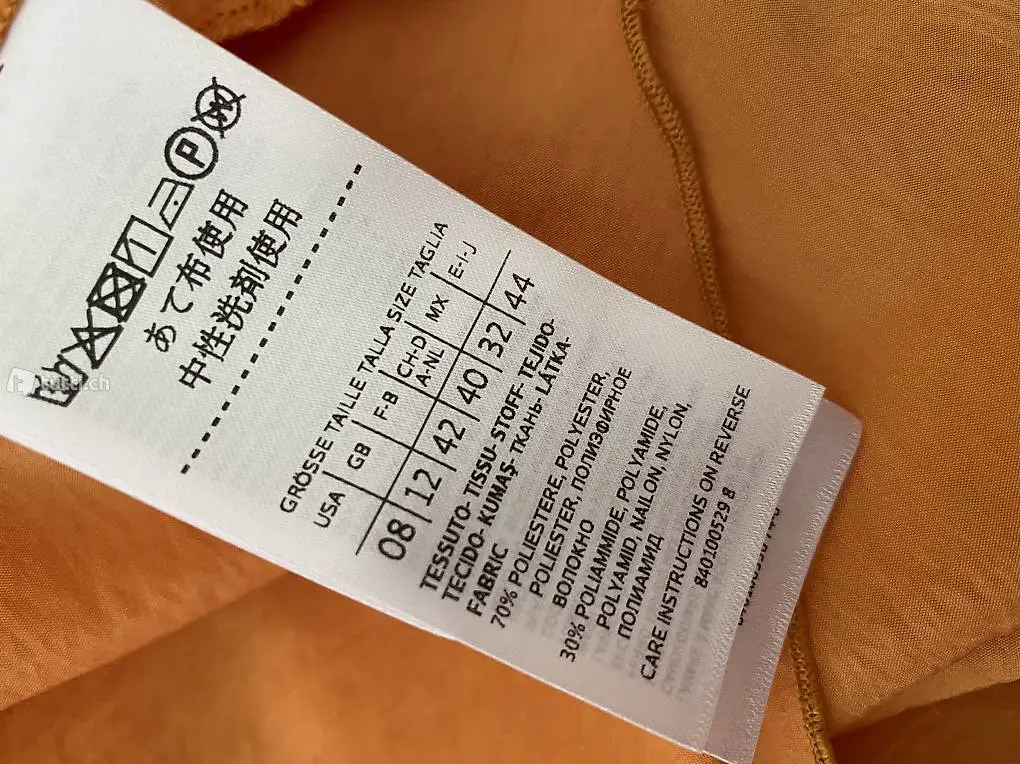 あて布使用
中性洗剤使用
GRÖSSE TAILLE TALLA SIZE TAGLIA
USA GB F-B CH-D A-NL MX E-I-J
08 12 42 40 32 44
TESSUTO- TISSU- STOFF- TEJIDO-
TECIDO- KUMAŞ- ТКАНЬ- LÁTKA-
FABRIC
70% POLIESTERE, POLYESTER,
POLIESTER, ПОЛИЭФИРНОЕ
ВОЛОКНО
30% POLIAMMIDE, POLYAMIDE,
POLYAMID, NAILON, NYLON,
ПОЛИАМИД
CARE INSTRUCTIONS ON REVERSE
840100529 8